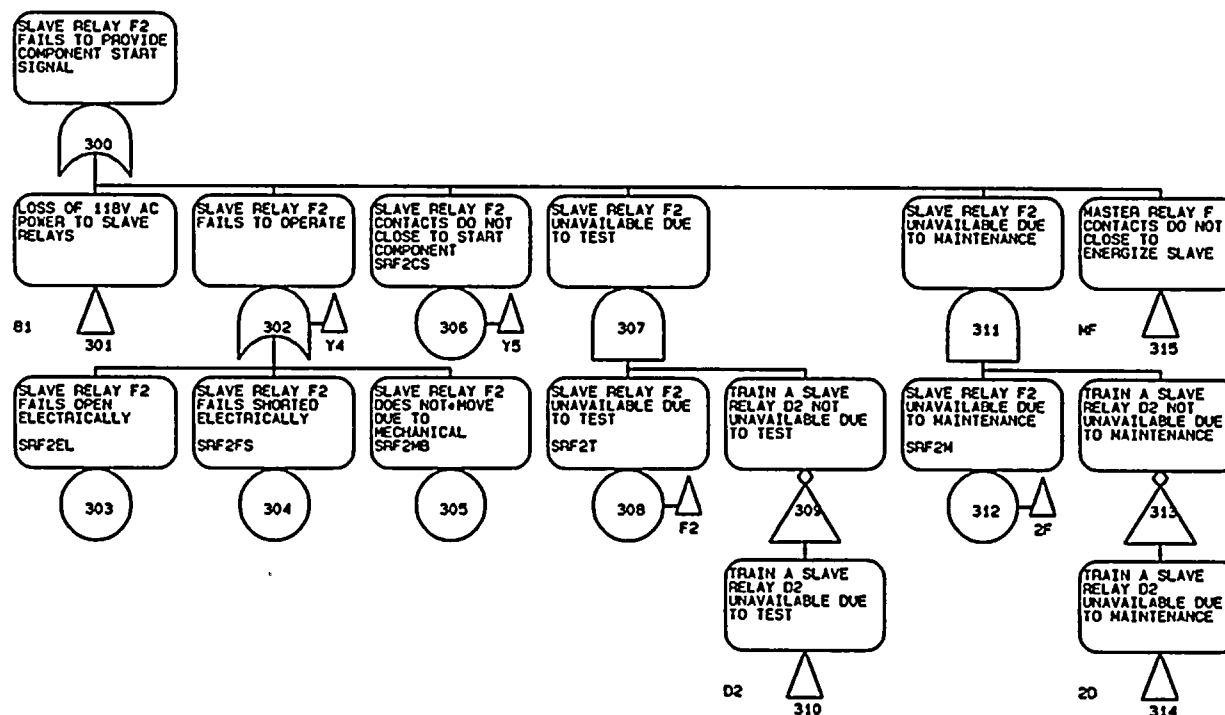 SLAVE RELAY F2
FAILS TO PROVIDE
COMPONENT START
SIGNAL
300
LOSS OF 118V AC
POWER TO SLAVE
RELAYS
B1
301
SLAVE RELAY F2
FAILS TO OPERATE
302
Y4
SLAVE RELAY F2
CONTACTS DO NOT
CLOSE TO START
COMPONENT
SRF2CS
306
Y5
SLAVE RELAY F2
UNAVAILABLE DUE
TO TEST
307
SLAVE RELAY F2
UNAVAILABLE DUE
TO MAINTENANCE
311
MASTER RELAY F
CONTACTS DO NOT
CLOSE TO
ENERGIZE SLAVE
MF
315
SLAVE RELAY F2
FAILS OPEN
ELECTRICALLY
SRF2EL
303
SLAVE RELAY F2
FAILS SHORTED
ELECTRICALLY
SRF2FS
304
SLAVE RELAY F2
DOES NOT MOVE
DUE TO
MECHANICAL
SRF2MB
305
SLAVE RELAY F2
UNAVAILABLE DUE
TO TEST
SRF2T
308
F2
TRAIN A SLAVE
RELAY D2 NOT
UNAVAILABLE DUE
TO TEST
309
SLAVE RELAY F2
UNAVAILABLE DUE
TO MAINTENANCE
SRF2M
312
2F
TRAIN A SLAVE
RELAY D2 NOT
UNAVAILABLE DUE
TO MAINTENANCE
313
TRAIN A SLAVE
RELAY D2
UNAVAILABLE DUE
TO TEST
D2
310
TRAIN A SLAVE
RELAY D2
UNAVAILABLE DUE
TO MAINTENANCE
2D
314